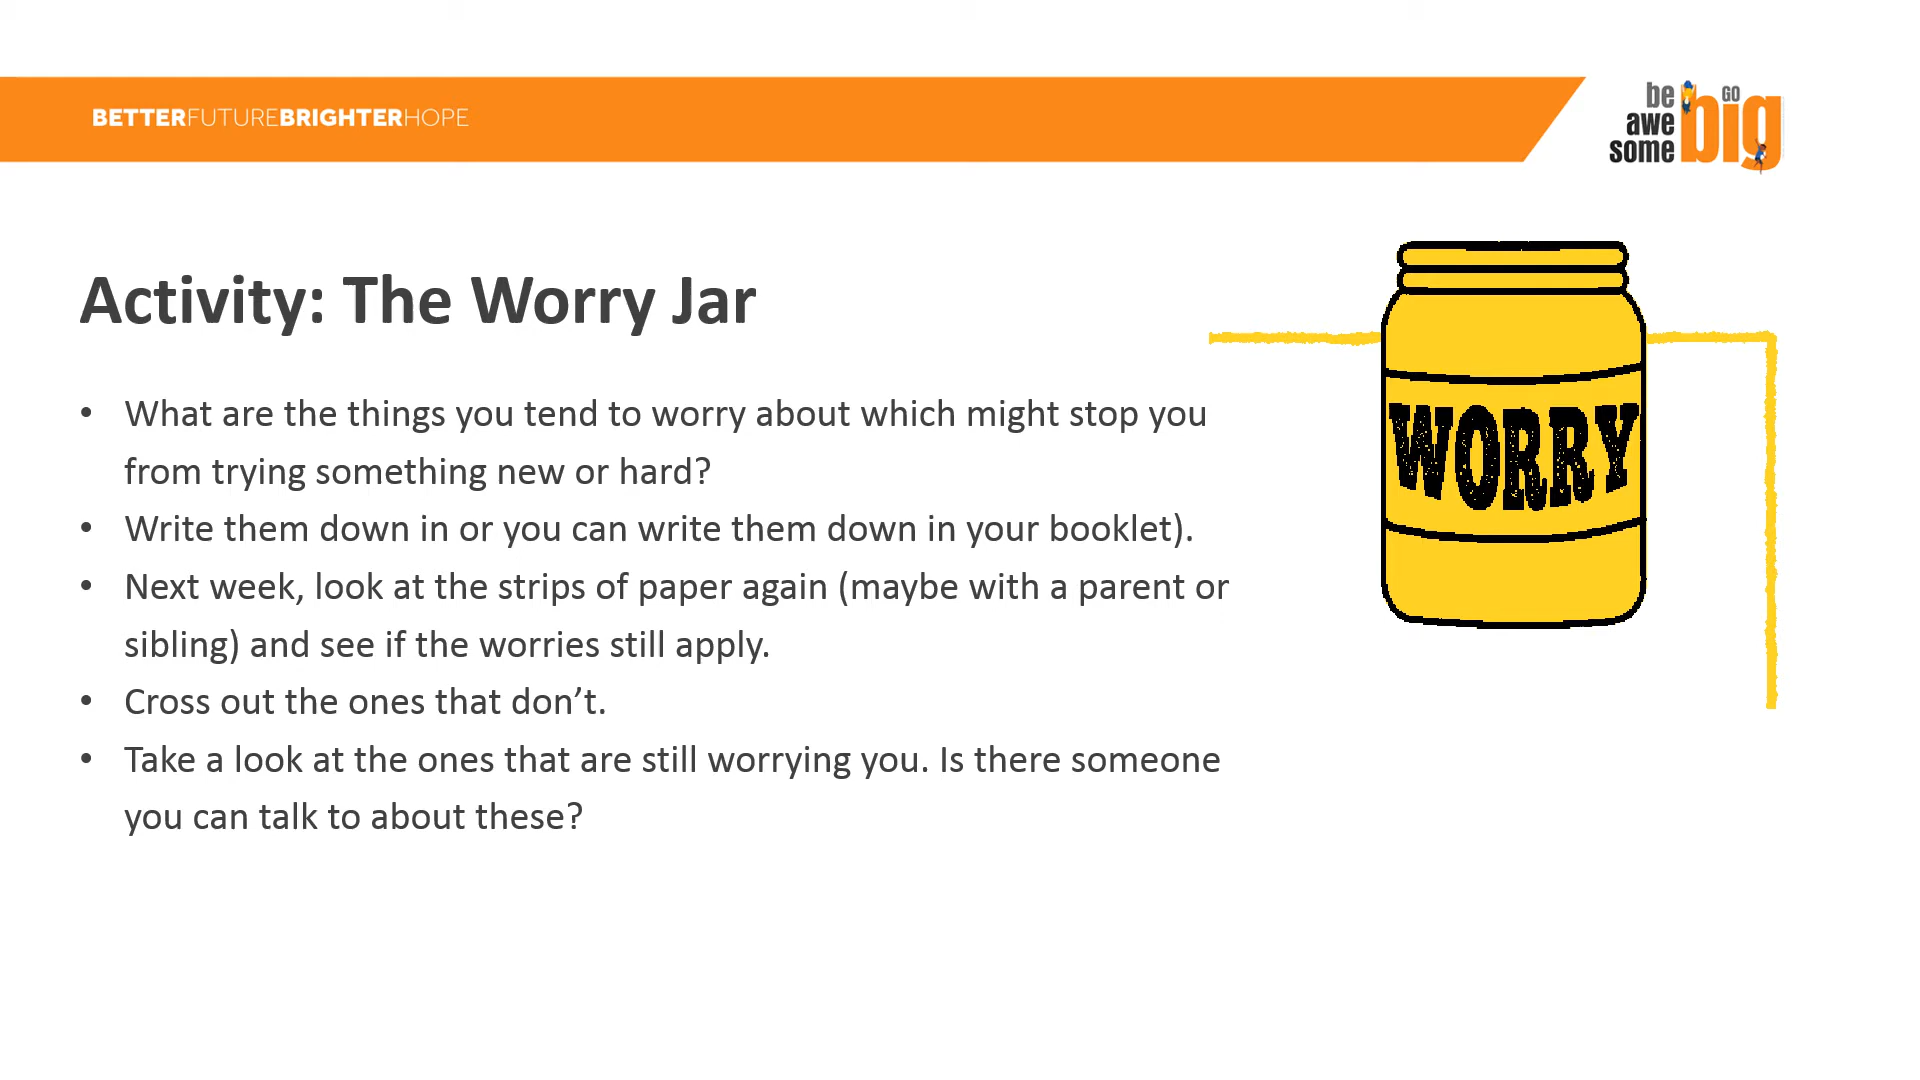 BETTERFUTUREBRIGHTERHOPE
be
awe
some
GO
big
Activity: The Worry Jar
WORRY
• What are the things you tend to worry about which might stop you
from trying something new or hard?
• Write them down in or you can write them down in your booklet).
• Next week, look at the strips of paper again (maybe with a parent or
sibling) and see if the worries still apply.
• Cross out the ones that don’t.
• Take a look at the ones that are still worrying you. Is there someone
you can talk to about these?